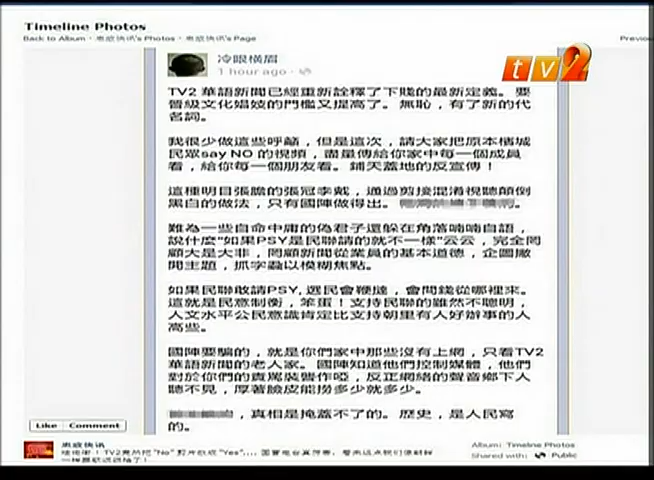 Timeline Photos
Back to Album
's Photos
's Page
Previo
tv2
冷眼橫眉
1 hour ago
TV2 華語新聞已經重新詮釋了下賤的最新定義。要
晉級文化娼妓的門檻又提高了。無恥，有了新的代
名詞。
我很少做這些呼籲，但是這次，請大家把原本檳城
民眾say NO 的視頻，盡量傳給你家中每一個成員
看，給你每一個朋友看。鋪天蓋地的反宣傳！
這種明目張膽的張冠李戴，通過剪接混淆視聽顛倒
黑白的做法，只有國陣做得出。
難為一些自命中庸的偽君子還躲在角落喃喃自語，
說什麼"如果PSY是民聯請的就不一樣"云云，完全罔
顧大是大非，罔顧新聞從業員的基本道德，企圖撇
開主題，抓字蝨以模糊焦點。
如果民聯敢請PSY, 選民會鞭撻，會問錢從哪裡來。
這就是民意制衡，笨蛋！支持民聯的雖然不聰明，
人文水平公民意識肯定比支持朝里有人好辦事的人
高些。
國陣要騙的，就是你們家中那些沒有上網，只看TV2
華語新聞的老人家。國陣知道他們控制媒體，他們
對於你們的責罵裝聾作啞，反正網絡的聲音鄉下人
聽不見，厚著臉皮能撈多少就多少。
，真相是掩蓋不了的。歷史，是人民寫
的。
Like Comment
TV2竟然把"No"剪片
"Yes"....
Album: Timeline Photos
Shared with: Public